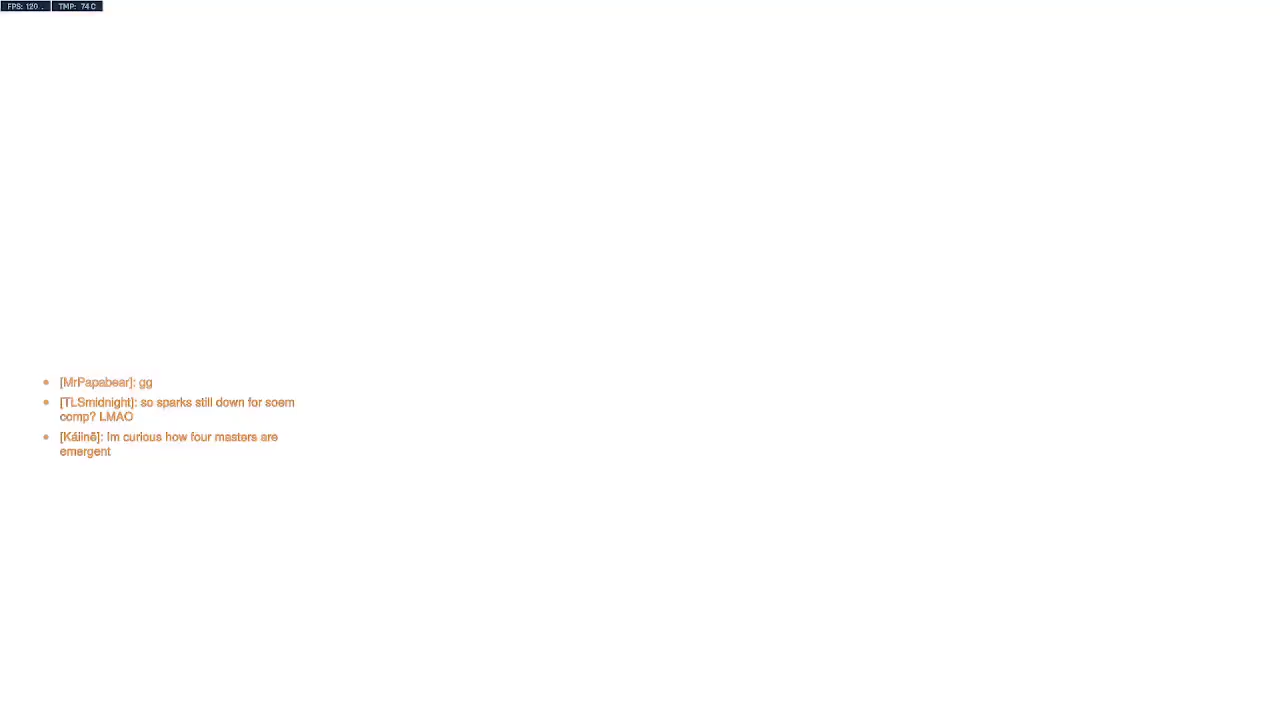 FPS: 120 . TMP: 74 C
[MrPapabear]: gg
[TLSmidnight]: so sparks still down for soem
comp? LMAO
[Káiinē]: Im curious how four masters are
emergent